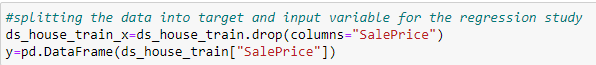 #splitting the data into target and input variable for the regression study
ds_house_train_x=ds_house_train.drop(columns="SalePrice")
y=pd.DataFrame(ds_house_train["SalePrice"])